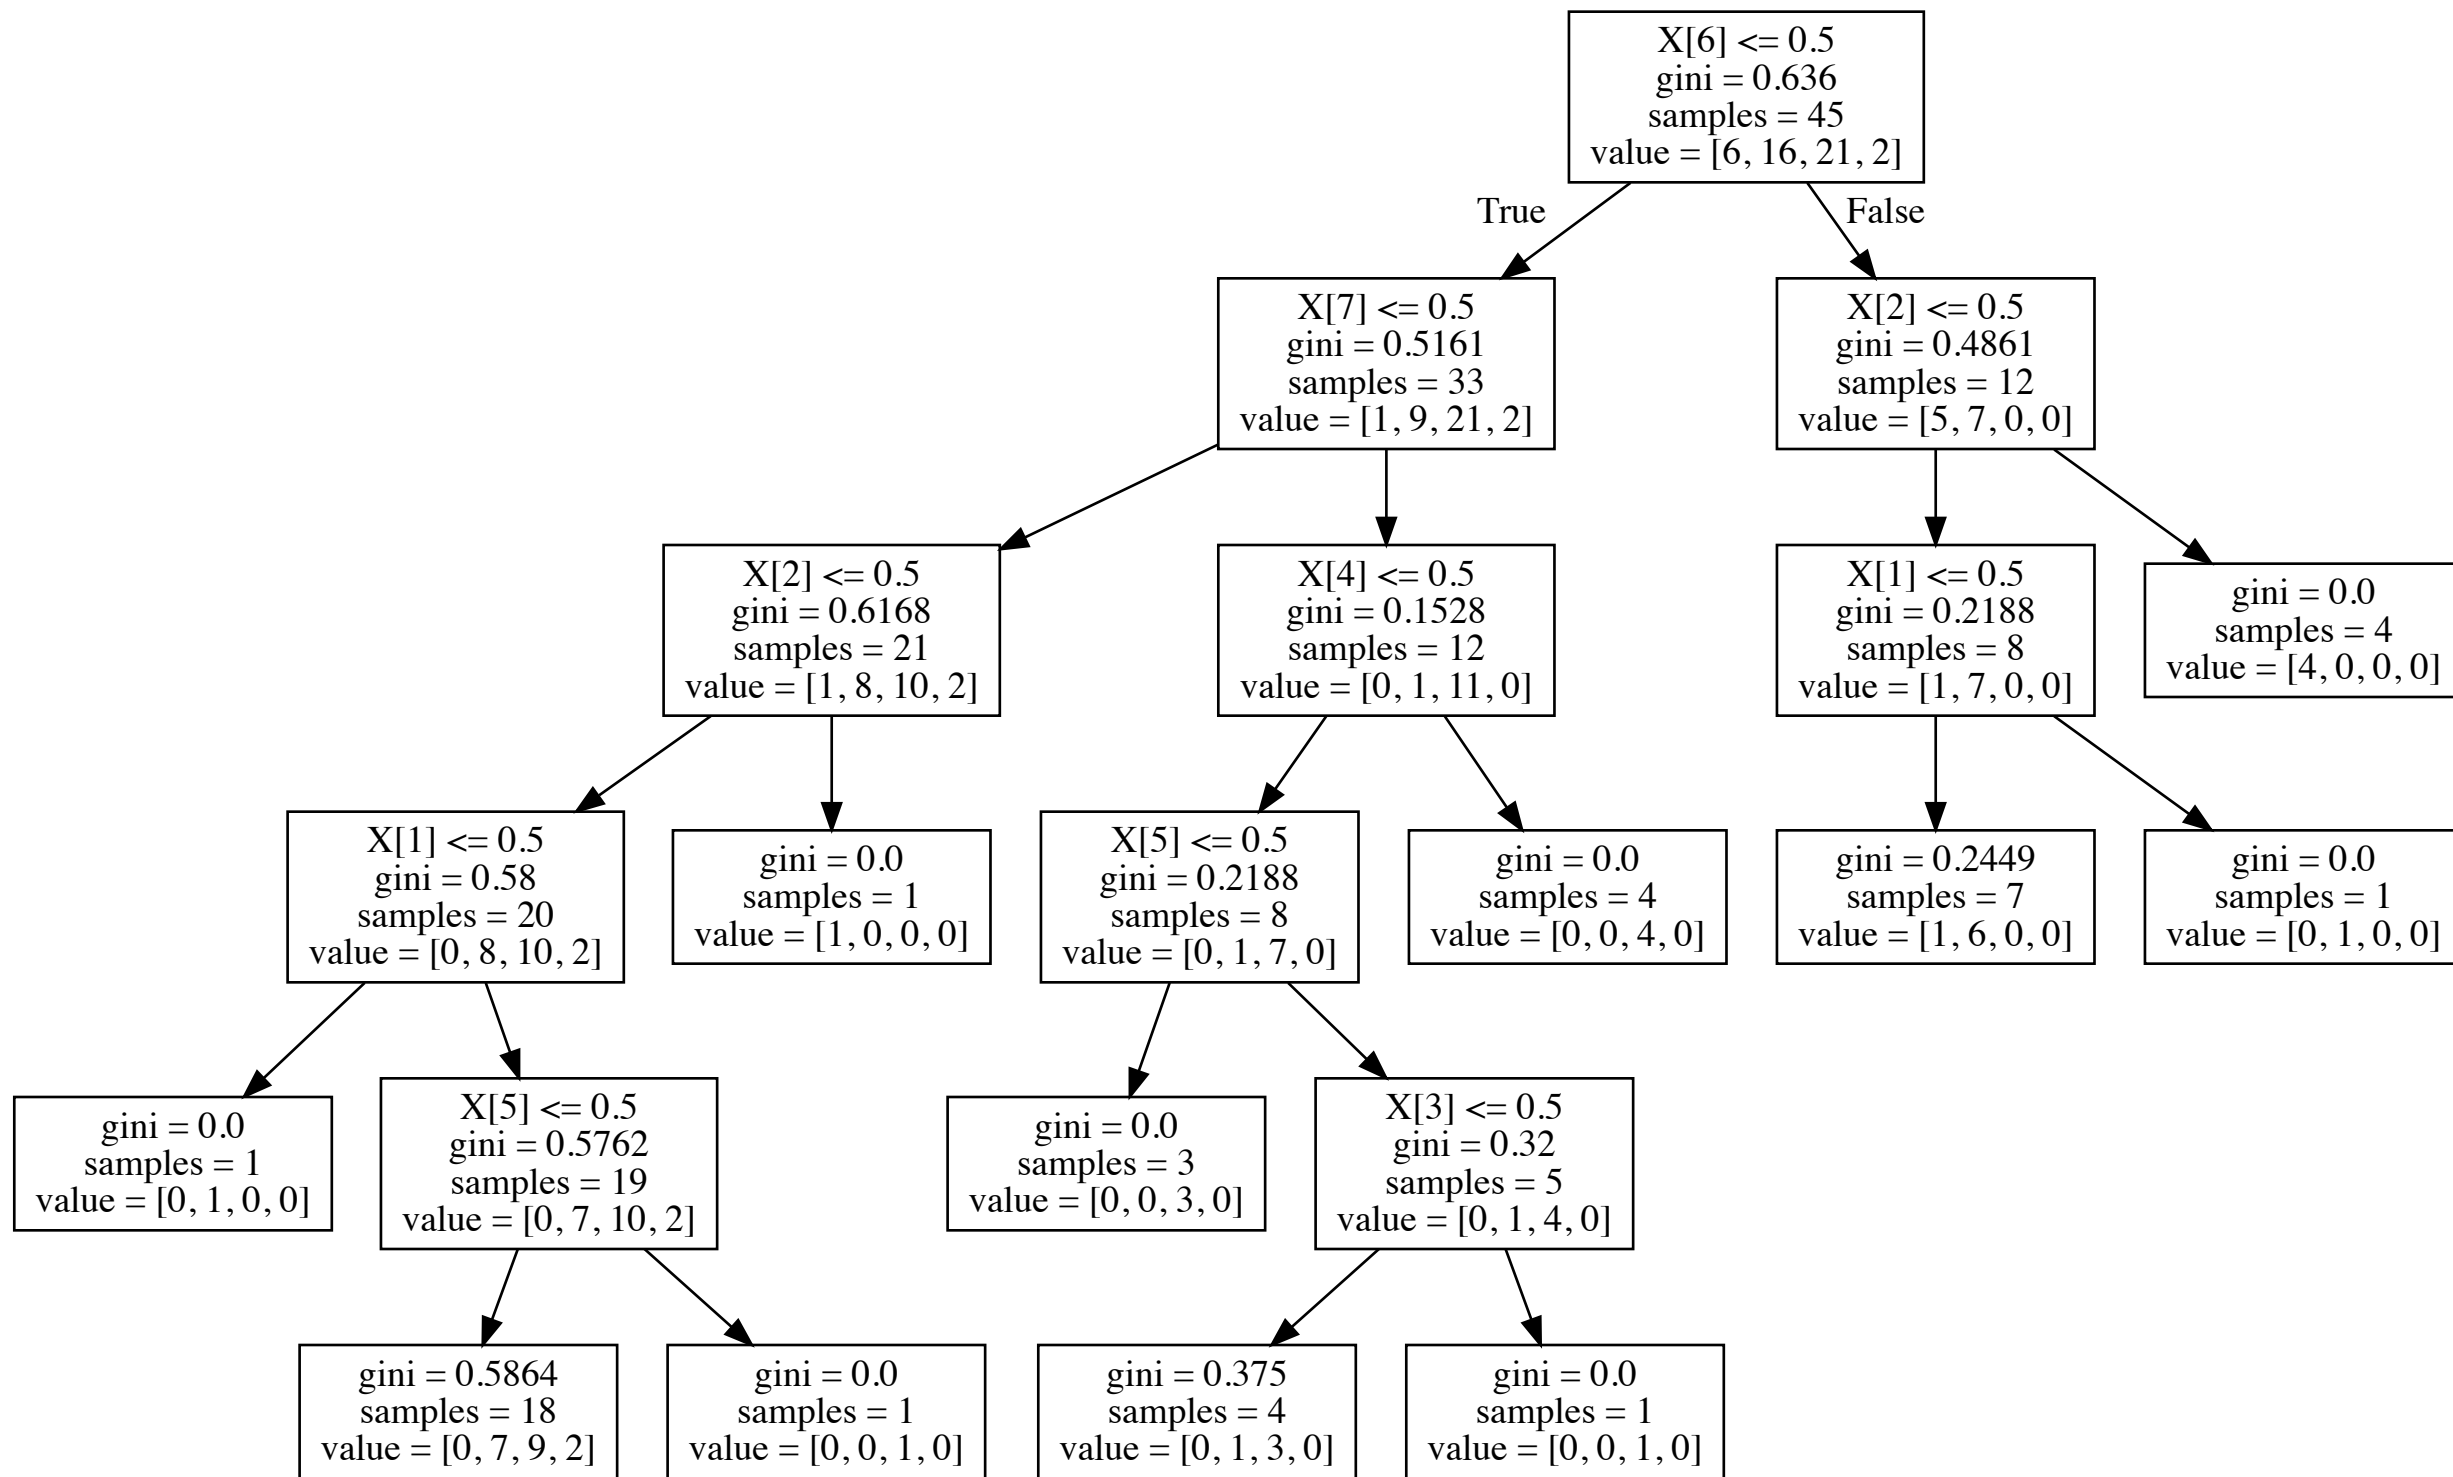 X[6] <= 0.5
gini = 0.636
samples = 45
value = [6, 16, 21, 2]
True
False
X[7] <= 0.5
gini = 0.5161
samples = 33
value = [1, 9, 21, 2]
X[2] <= 0.5
gini = 0.4861
samples = 12
value = [5, 7, 0, 0]
X[2] <= 0.5
gini = 0.6168
samples = 21
value = [1, 8, 10, 2]
X[4] <= 0.5
gini = 0.1528
samples = 12
value = [0, 1, 11, 0]
X[1] <= 0.5
gini = 0.2188
samples = 8
value = [1, 7, 0, 0]
gini = 0.0
samples = 4
value = [4, 0, 0, 0]
X[1] <= 0.5
gini = 0.58
samples = 20
value = [0, 8, 10, 2]
gini = 0.0
samples = 1
value = [1, 0, 0, 0]
X[5] <= 0.5
gini = 0.2188
samples = 8
value = [0, 1, 7, 0]
gini = 0.0
samples = 4
value = [0, 0, 4, 0]
gini = 0.2449
samples = 7
value = [1, 6, 0, 0]
gini = 0.0
samples = 1
value = [0, 1, 0, 0]
gini = 0.0
samples = 1
value = [0, 1, 0, 0]
X[5] <= 0.5
gini = 0.5762
samples = 19
value = [0, 7, 10, 2]
gini = 0.0
samples = 3
value = [0, 0, 3, 0]
X[3] <= 0.5
gini = 0.32
samples = 5
value = [0, 1, 4, 0]
gini = 0.5864
samples = 18
value = [0, 7, 9, 2]
gini = 0.0
samples = 1
value = [0, 0, 1, 0]
gini = 0.375
samples = 4
value = [0, 1, 3, 0]
gini = 0.0
samples = 1
value = [0, 0, 1, 0]